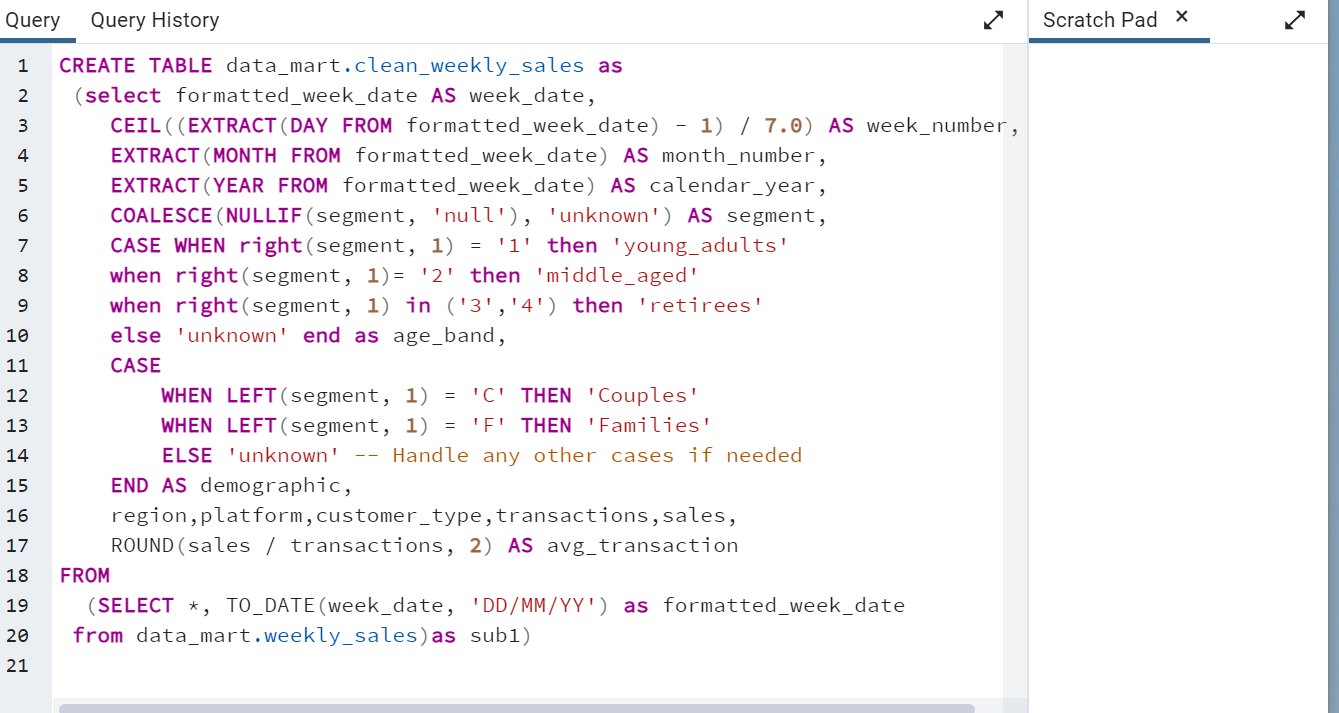 Query Query History Scratch Pad ×
1 CREATE TABLE data_mart.clean_weekly_sales as
2 (select formatted_week_date AS week_date,
3 CEIL((EXTRACT(DAY FROM formatted_week_date) - 1) / 7.0) AS week_number,
4 EXTRACT(MONTH FROM formatted_week_date) AS month_number,
5 EXTRACT(YEAR FROM formatted_week_date) AS calendar_year,
6 COALESCE(NULLIF(segment, 'null'), 'unknown') AS segment,
7 CASE WHEN right(segment, 1) = '1' then 'young_adults'
8 when right(segment, 1)= '2' then 'middle_aged'
9 when right(segment, 1) in ('3','4') then 'retirees'
10 else 'unknown' end as age_band,
11 CASE
12 WHEN LEFT(segment, 1) = 'C' THEN 'Couples'
13 WHEN LEFT(segment, 1) = 'F' THEN 'Families'
14 ELSE 'unknown' -- Handle any other cases if needed
15 END AS demographic,
16 region,platform,customer_type,transactions,sales,
17 ROUND(sales / transactions, 2) AS avg_transaction
18 FROM
19 (SELECT *, TO_DATE(week_date, 'DD/MM/YY') as formatted_week_date
20 from data_mart.weekly_sales)as sub1)
21